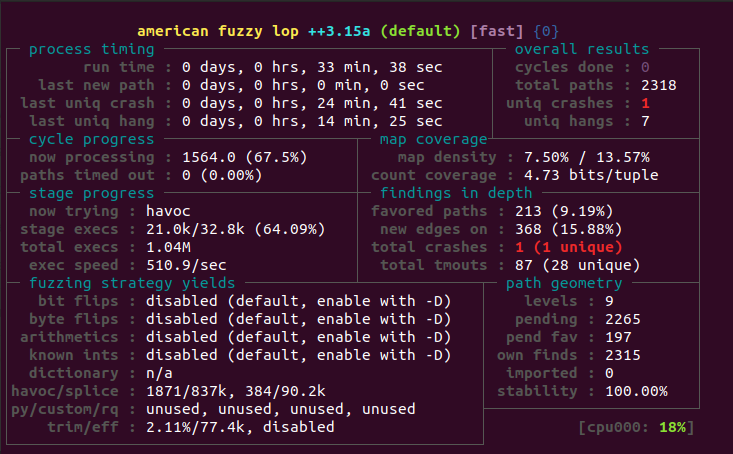 american fuzzy lop ++3.15a (default) [fast] {0}
process timing overall results
run time : 0 days, 0 hrs, 33 min, 38 sec cycles done : 0
last new path : 0 days, 0 hrs, 0 min, 0 sec total paths : 2318
last uniq crash : 0 days, 0 hrs, 24 min, 41 sec uniq crashes : 1
last uniq hang : 0 days, 0 hrs, 14 min, 25 sec uniq hangs : 7
cycle progress map coverage
now processing : 1564.0 (67.5%) map density : 7.50% / 13.57%
paths timed out : 0 (0.00%) count coverage : 4.73 bits/tuple
stage progress findings in depth
now trying : havoc favored paths : 213 (9.19%)
stage execs : 21.0k/32.8k (64.09%) new edges on : 368 (15.88%)
total execs : 1.04M total crashes : 1 (1 unique)
exec speed : 510.9/sec total tmouts : 87 (28 unique)
fuzzing strategy yields path geometry
bit flips : disabled (default, enable with -D) levels : 9
byte flips : disabled (default, enable with -D) pending : 2265
arithmetics : disabled (default, enable with -D) pend fav : 197
known ints : disabled (default, enable with -D) own finds : 2315
dictionary : n/a imported : 0
havoc/splice : 1871/837k, 384/90.2k stability : 100.00%
py/custom/rq : unused, unused, unused, unused
trim/eff : 2.11%/77.4k, disabled [cpu000: 18%]